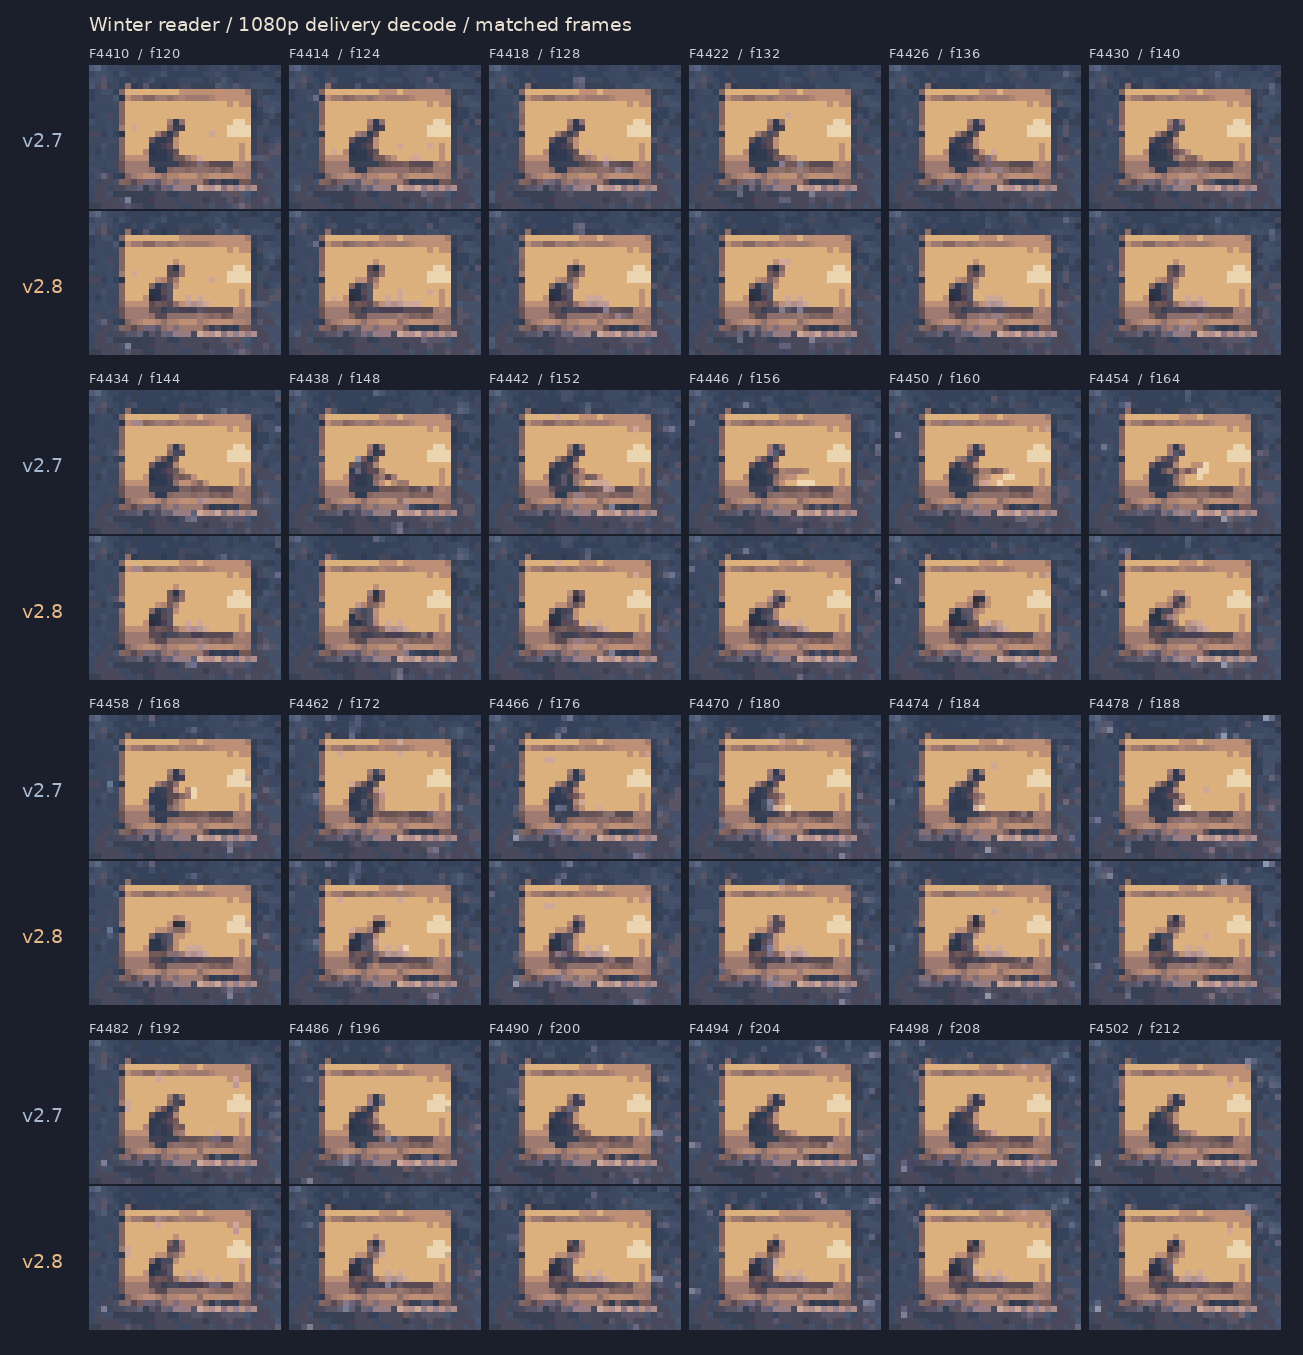 Winter reader / 1080p delivery decode / matched frames
F4410 / f120 F4414 / f124 F4418 / f128 F4422 / f132 F4426 / f136 F4430 / f140
v2.7
v2.8
F4434 / f144 F4438 / f148 F4442 / f152 F4446 / f156 F4450 / f160 F4454 / f164
v2.7
v2.8
F4458 / f168 F4462 / f172 F4466 / f176 F4470 / f180 F4474 / f184 F4478 / f188
v2.7
v2.8
F4482 / f192 F4486 / f196 F4490 / f200 F4494 / f204 F4498 / f208 F4502 / f212
v2.7
v2.8